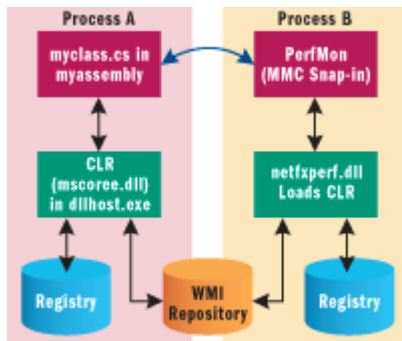 Process A
Process B
myclass.cs in
myassembly
PerfMon
(MMC Snap-in)
CLR
(mscoree.dll)
in dllhost.exe
netfxperf.dll
Loads CLR
Registry
WMI
Repository
Registry